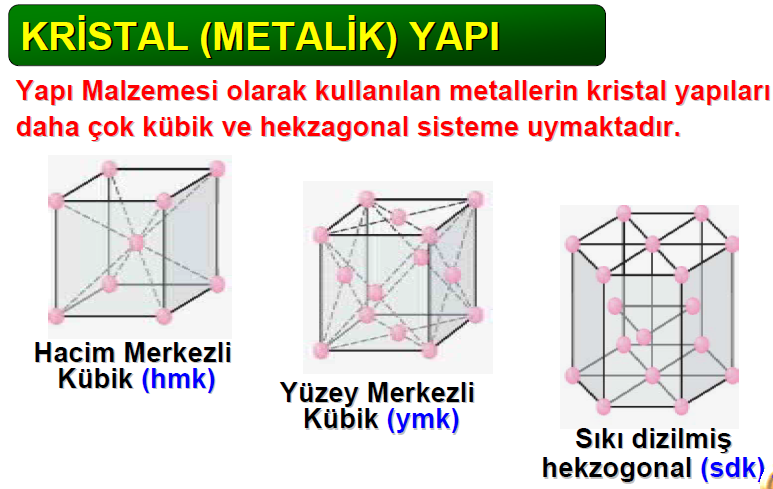 KRİSTAL (METALİK) YAPI
Yapı Malzemesi olarak kullanılan metallerin kristal yapıları
daha çok kübik ve hekzagonal sisteme uymaktadır.
Hacim Merkezli
Kübik (hmk)
Yüzey Merkezli
Kübik (ymk)
Sıkı dizilmiş
hekzogonal (sdk)